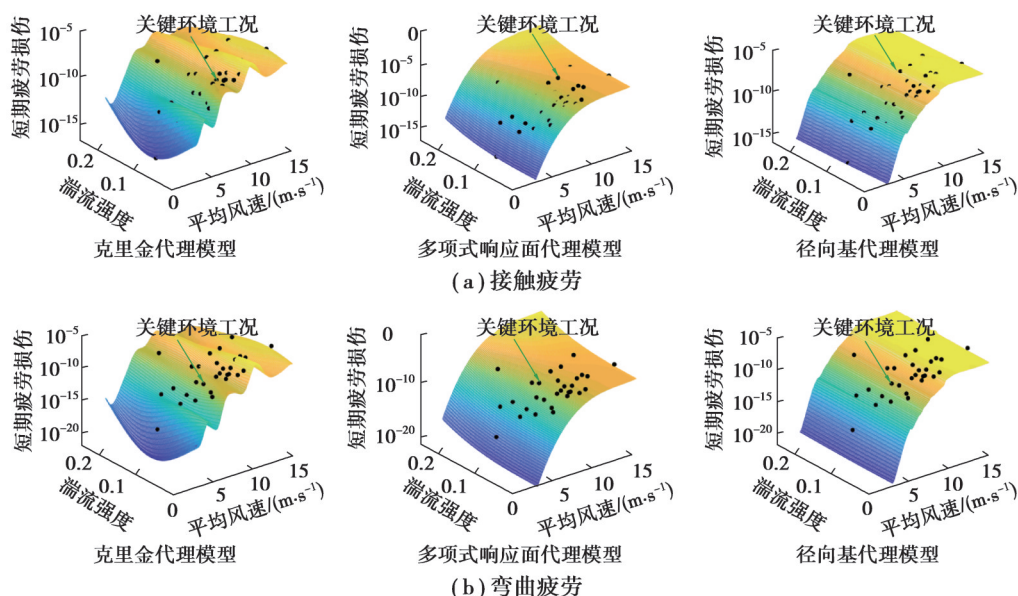 关键环境工况 关键环境工况 关键环境工况
短期疲劳损伤 10⁻⁵ 10⁻¹⁰ 10⁻¹⁵ 0.2 0.1 0 5 10 15 湍流强度 平均风速/(m·s⁻¹)
短期疲劳损伤 0 10⁻⁵ 10⁻¹⁰ 10⁻¹⁵ 0.2 0.1 0 5 10 15 湍流强度 平均风速/(m·s⁻¹)
短期疲劳损伤 10⁻⁵ 10⁻¹⁰ 10⁻¹⁵ 0.2 0.1 0 5 10 15 湍流强度 平均风速/(m·s⁻¹)
克里金代理模型 多项式响应面代理模型 径向基代理模型
(a)接触疲劳
关键环境工况 关键环境工况 关键环境工况
短期疲劳损伤 10⁻⁵ 10⁻¹⁰ 10⁻¹⁵ 10⁻²⁰ 0.2 0.1 0 5 10 15 湍流强度 平均风速/(m·s⁻¹)
短期疲劳损伤 0 10⁻¹⁰ 10⁻²⁰ 0.2 0.1 0 5 10 15 湍流强度 平均风速/(m·s⁻¹)
短期疲劳损伤 10⁻⁵ 10⁻¹⁰ 10⁻¹⁵ 10⁻²⁰ 0.2 0.1 0 5 10 15 湍流强度 平均风速/(m·s⁻¹)
克里金代理模型 多项式响应面代理模型 径向基代理模型
(b)弯曲疲劳